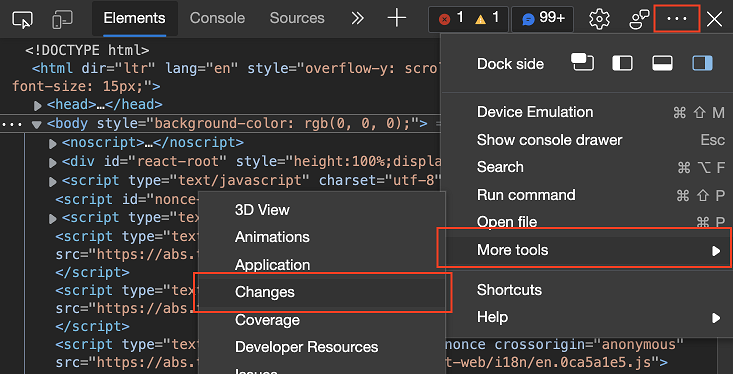 Elements Console Sources 1 1 99+
<!DOCTYPE html>
<html dir="ltr" lang="en" style="overflow-y: scro
font-size: 15px;">
<head>…</head>
<body style="background-color: rgb(0, 0, 0);"> =
<noscript>…</noscript>
<div id="react-root" style="height:100%;displa
<script type="text/javascript" charset="utf-8"
<script id="nonce-
<script type="tex
<script type="tex
src="https://abs.
</script>
<script type="tex
src="https://abs.t
</script>
<script type="tex
src="https://abs.
nonce crossorigin="anonymous"
t-web/i18n/en.0ca5a1e5.js">
Dock side
Device Emulation ⌘ ⇧ M
Show console drawer Esc
Search ⌘ ⌥ F
Run command ⌘ ⇧ P
Open file ⌘ P
More tools
Shortcuts
Help
3D View
Animations
Application
Changes
Coverage
Developer Resources
Issues